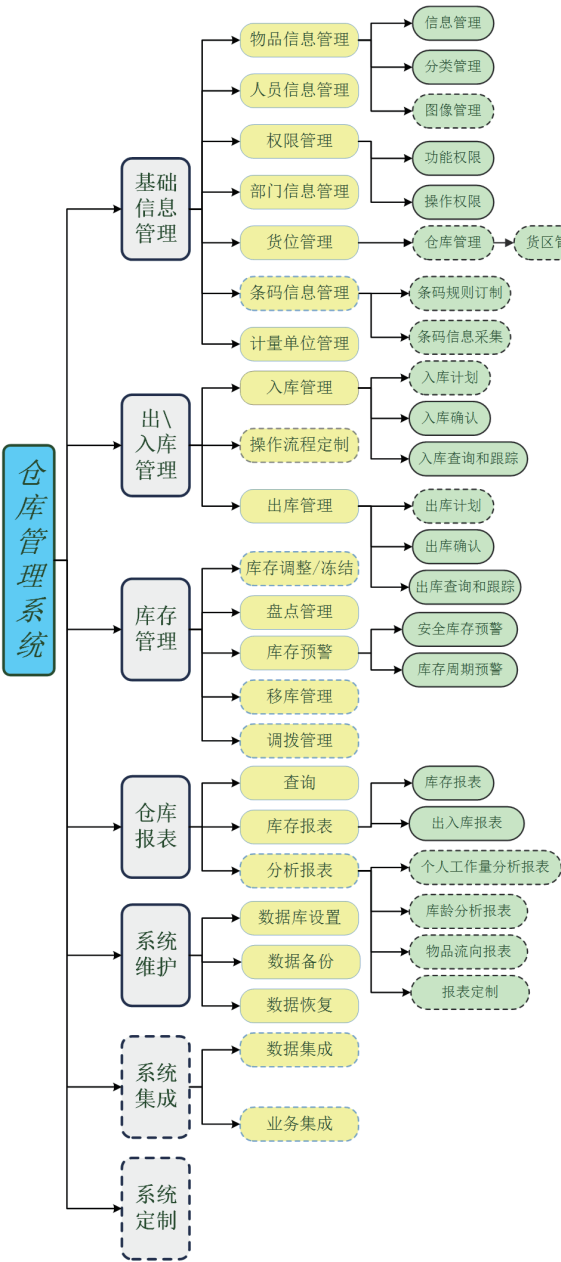 仓库管理系统
基础
信息
管理
物品信息管理
信息管理
分类管理
图像管理
人员信息管理
权限管理
功能权限
操作权限
部门信息管理
货位管理
仓库管理
货区
条码信息管理
条码规则订制
条码信息采集
计量单位管理
出\
入库
管理
入库管理
入库计划
入库确认
入库查询和跟踪
操作流程定制
出库管理
出库计划
出库确认
出库查询和跟踪
库存
管理
库存调整/冻结
盘点管理
库存预警
安全库存预警
库存周期预警
移库管理
调拨管理
仓库
报表
查询
库存报表
库存报表
出入库报表
分析报表
个人工作量分析报表
库龄分析报表
物品流向报表
报表定制
系统
维护
数据库设置
数据备份
数据恢复
系统
集成
数据集成
业务集成
系统
定制